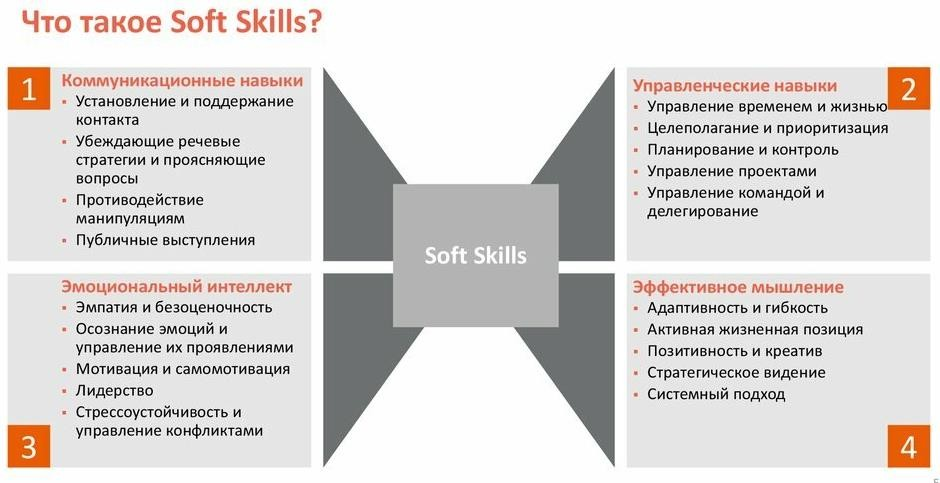 Что такое Soft Skills?
1
Коммуникационные навыки
▪ Установление и поддержание
контакта
▪ Убеждающие речевые
стратегии и проясняющие
вопросы
▪ Противодействие
манипуляциям
▪ Публичные выступления
2
Управленческие навыки
▪ Управление временем и жизнью
▪ Целеполагание и приоритизация
▪ Планирование и контроль
▪ Управление проектами
▪ Управление командой и
делегирование
Soft Skills
3
Эмоциональный интеллект
▪ Эмпатия и безоценочность
▪ Осознание эмоций и
управление их проявлениями
▪ Мотивация и самомотивация
▪ Лидерство
▪ Стрессоустойчивость и
управление конфликтами
4
Эффективное мышление
▪ Адаптивность и гибкость
▪ Активная жизненная позиция
▪ Позитивность и креатив
▪ Стратегическое видение
▪ Системный подход